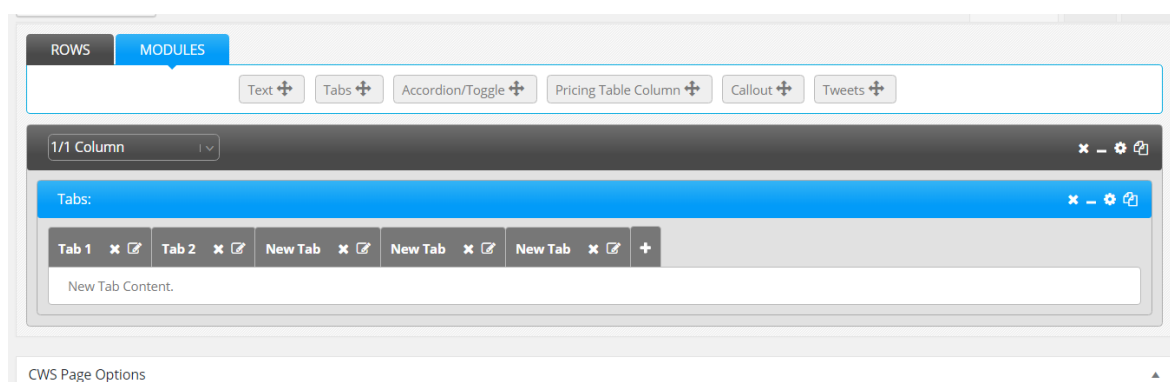 ROWS MODULES
Text Tabs Accordion/Toggle Pricing Table Column Callout Tweets
1/1 Column
Tabs:
Tab 1 Tab 2 New Tab New Tab New Tab
New Tab Content.
CWS Page Options